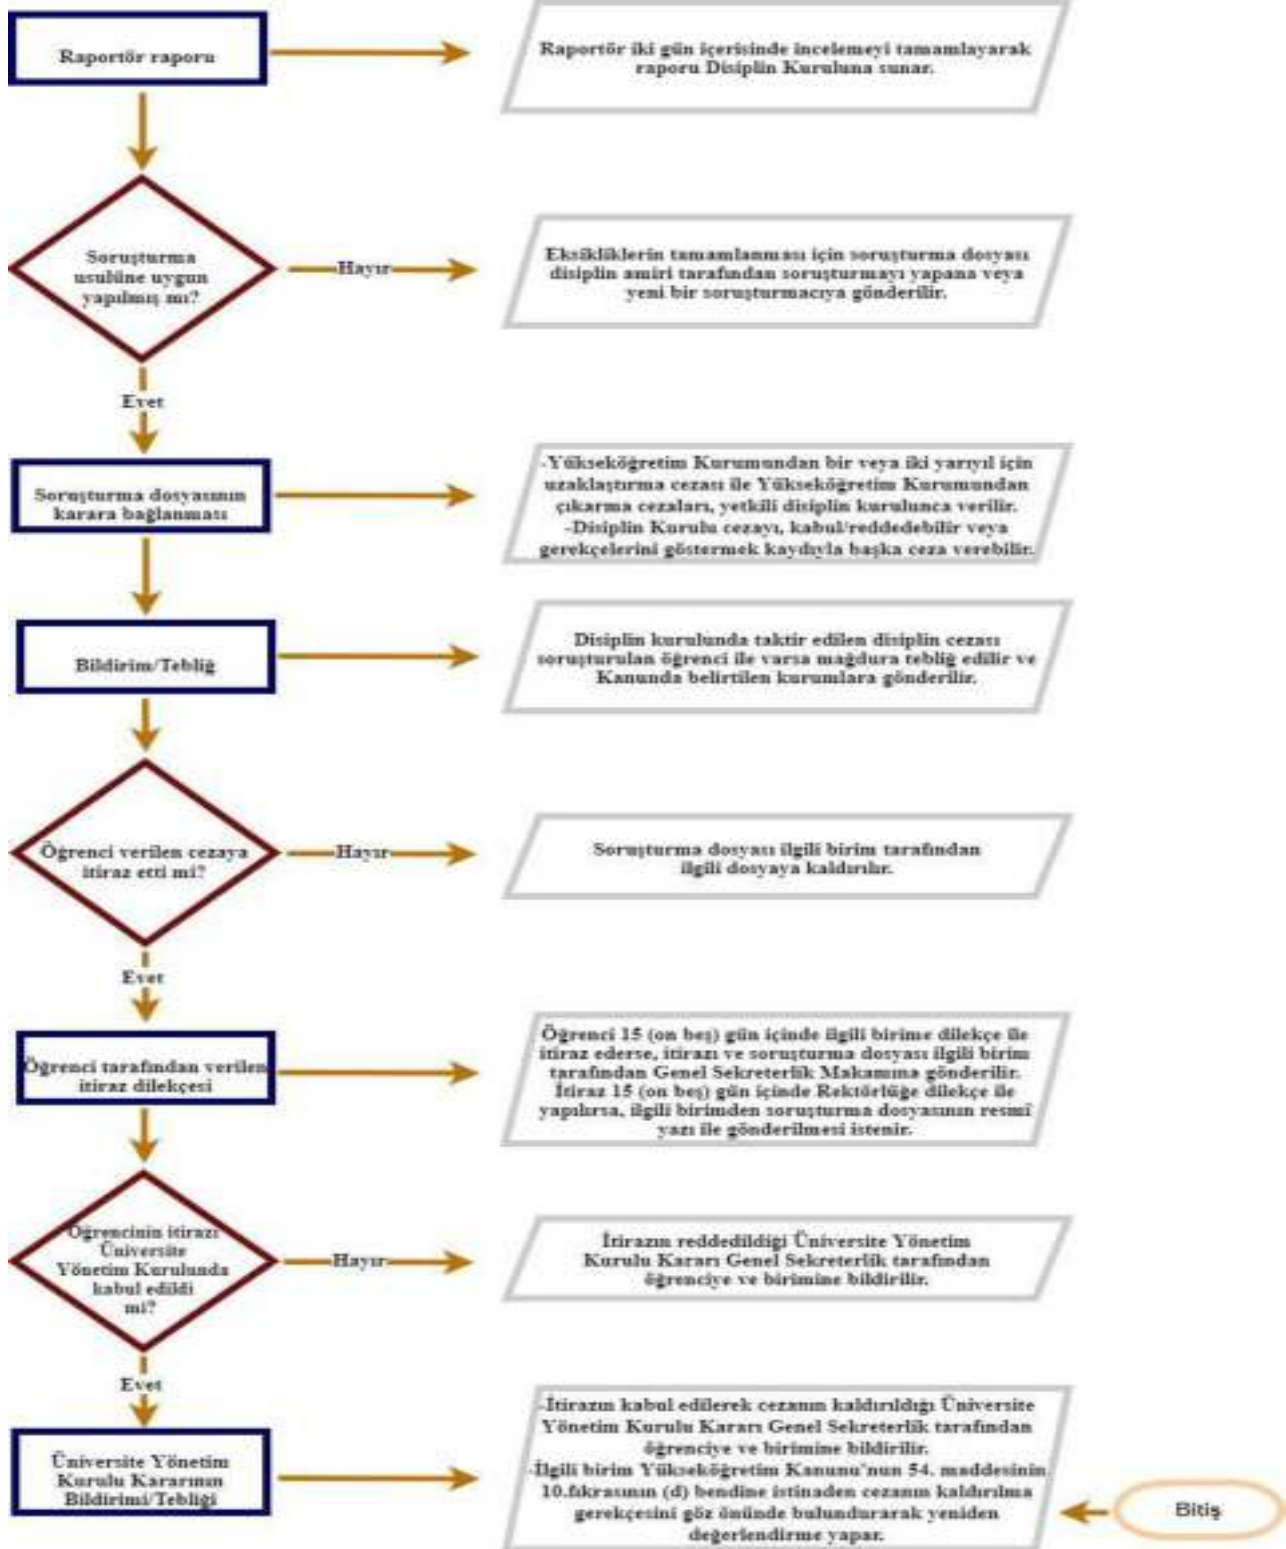 Raportör raporu
Raportör iki gün içerisinde incelemeyi tamamlayarak
raporu Disiplin Kuruluna sunar.
Soruşturma
usulüne uygun
yapılmış mı?
Hayır
Eksikliklerin tamamlanması için soruşturma dosyası
disiplin amiri tarafından soruşturmayı yapana veya
yeni bir soruşturmacıya gönderilir.
Evet
Soruşturma dosyasının
karara bağlanması
-Yükseköğretim Kurumundan bir veya iki yarıyıl için
uzaklaştırma cezası ile Yükseköğretim Kurumundan
çıkarma cezaları, yetkili disiplin kurulunca verilir.
-Disiplin Kurulu cezayı, kabul/reddedebilir veya
gerekçelerini göstermek kaydıyla başka ceza verebilir.
Bildirim/Tebliğ
Disiplin kurulunda taktir edilen disiplin cezası
soruşturulan öğrenci ile varsa mağdura tebliğ edilir ve
Kanunda belirtilen kurumlara gönderilir.
Öğrenci verilen cezaya
itiraz etti mi?
Hayır
Soruşturma dosyası ilgili birim tarafından
ilgili dosyaya kaldırılır.
Evet
Öğrenci tarafından verilen
itiraz dilekçesi
Öğrenci 15 (on beş) gün içinde ilgili birime dilekçe ile
itiraz ederse, itirazı ve soruşturma dosyası ilgili birim
tarafından Genel Sekreterlik Makamına gönderilir.
İtiraz 15 (on beş) gün içinde Rektörlüğe dilekçe ile
yapılırsa, ilgili birimden soruşturma dosyasının resmî
yazı ile gönderilmesi istenir.
Öğrencinin itirazı
Üniversite
Yönetim Kurulunda
kabul edildi
mi?
Hayır
İtirazın reddedildiği Üniversite Yönetim
Kurulu Kararı Genel Sekreterlik tarafından
öğrenciye ve birimine bildirilir.
Evet
Üniversite Yönetim
Kurulu Kararının
Bildirimi/Tebliği
-İtirazın kabul edilerek cezanın kaldırıldığı Üniversite
Yönetim Kurulu Kararı Genel Sekreterlik tarafından
öğrenciye ve birimine bildirilir.
-İlgili birim Yükseköğretim Kanunu'nun 54. maddesinin
10.fıkrasının (d) bendine istinaden cezanın kaldırılma
gerekçesini göz önünde bulundurarak yeniden
değerlendirme yapar.
Bitiş